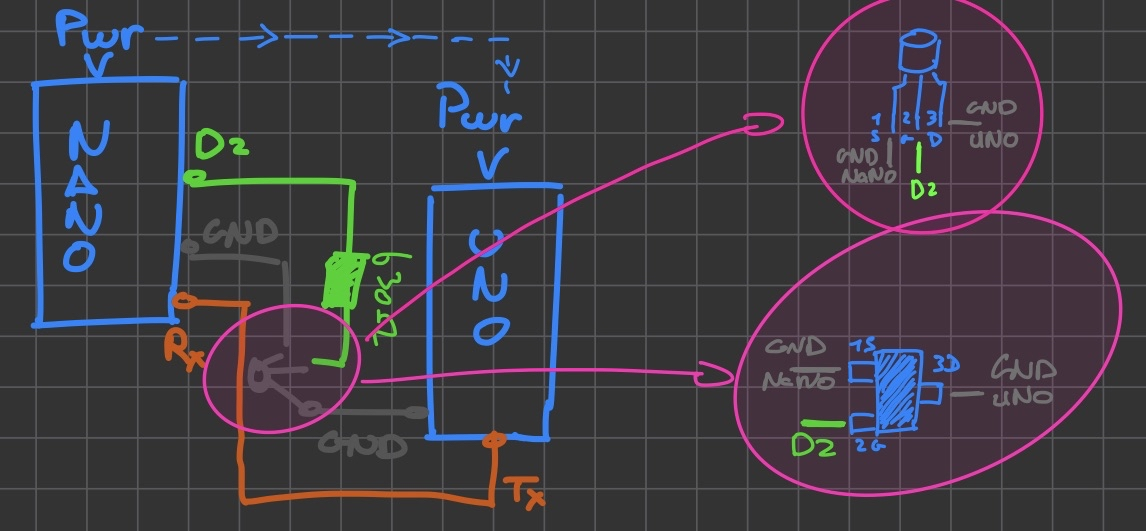 Pwr
V
NANO
D2
GND
Rx
Pwr
V
UNO
GND
Tx
1 2 3
S G D
GND
UNO
GND
NaNO
D2
GND
NaNO
1S
3D
GND
UNO
D2
2G